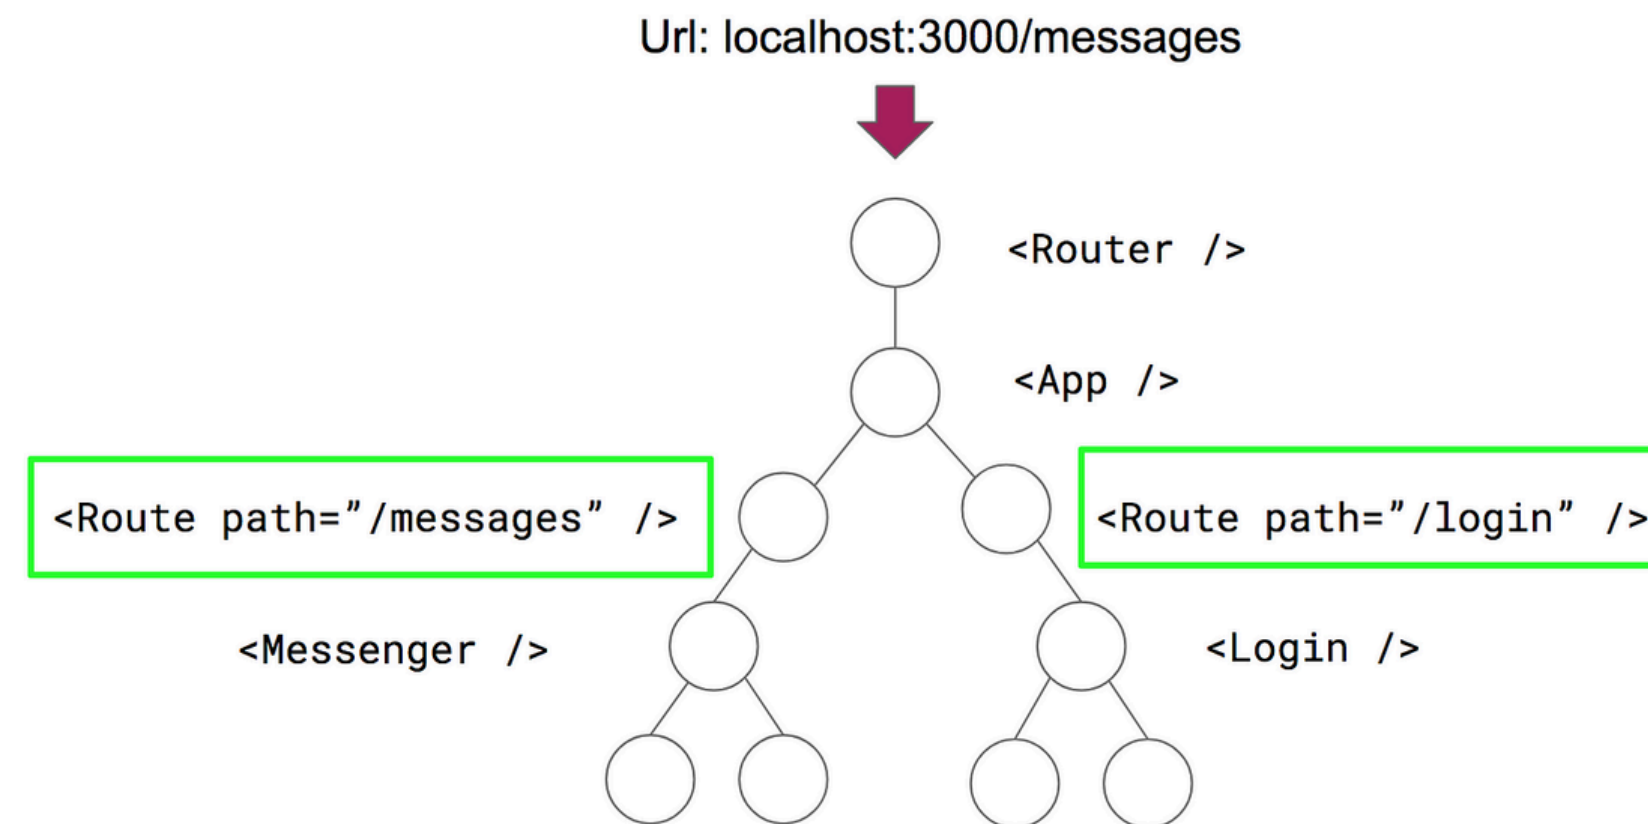 Url: localhost:3000/messages
<Router />
<App />
<Route path=”/messages” />
<Route path=”/login” />
<Messenger />
<Login />